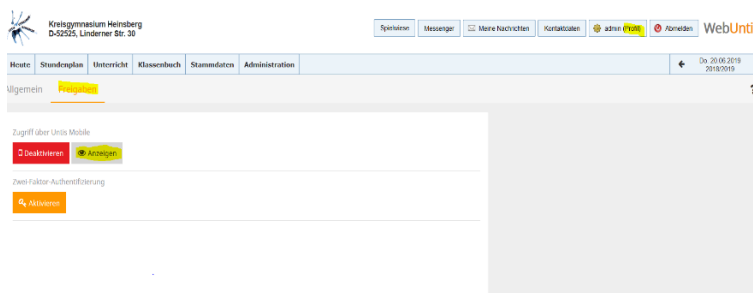 Kreisgymnasium Heinsberg
D-52525, Linderner Str. 30
Spielwiese Messenger Meine Nachrichten Kontaktdaten admin (Profil) Abmelden WebUnti
Heute Stundenplan Unterricht Klassenbuch Stammdaten Administration
Do. 20.06.2019
2018/2019
Allgemein Freigaben ?
Zugriff über Untis Mobile
Deaktivieren Anzeigen
Zwei-Faktor-Authentifizierung
Aktivieren